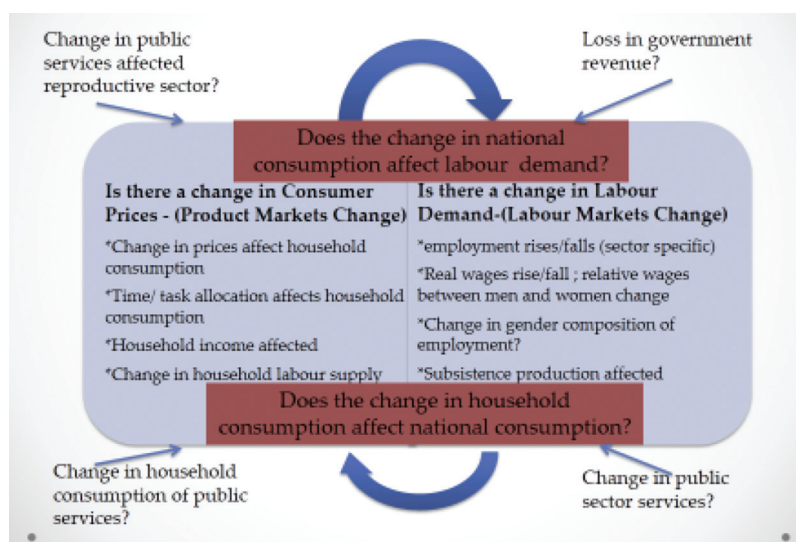 Change in public
services affected
reproductive sector?
Loss in government
revenue?
Does the change in national
consumption affect labour demand?
Is there a change in Consumer
Prices - (Product Markets Change)
*Change in prices affect household
consumption
*Time/ task allocation affects household
consumption
*Household income affected
*Change in household labour supply
Is there a change in Labour
Demand-(Labour Markets Change)
*employment rises/falls (sector specific)
*Real wages rise/fall ; relative wages
between men and women change
*Change in gender composition of
employment?
*Subsistence production affected
Does the change in household
consumption affect national consumption?
Change in household
consumption of public
services?
Change in public
sector services?